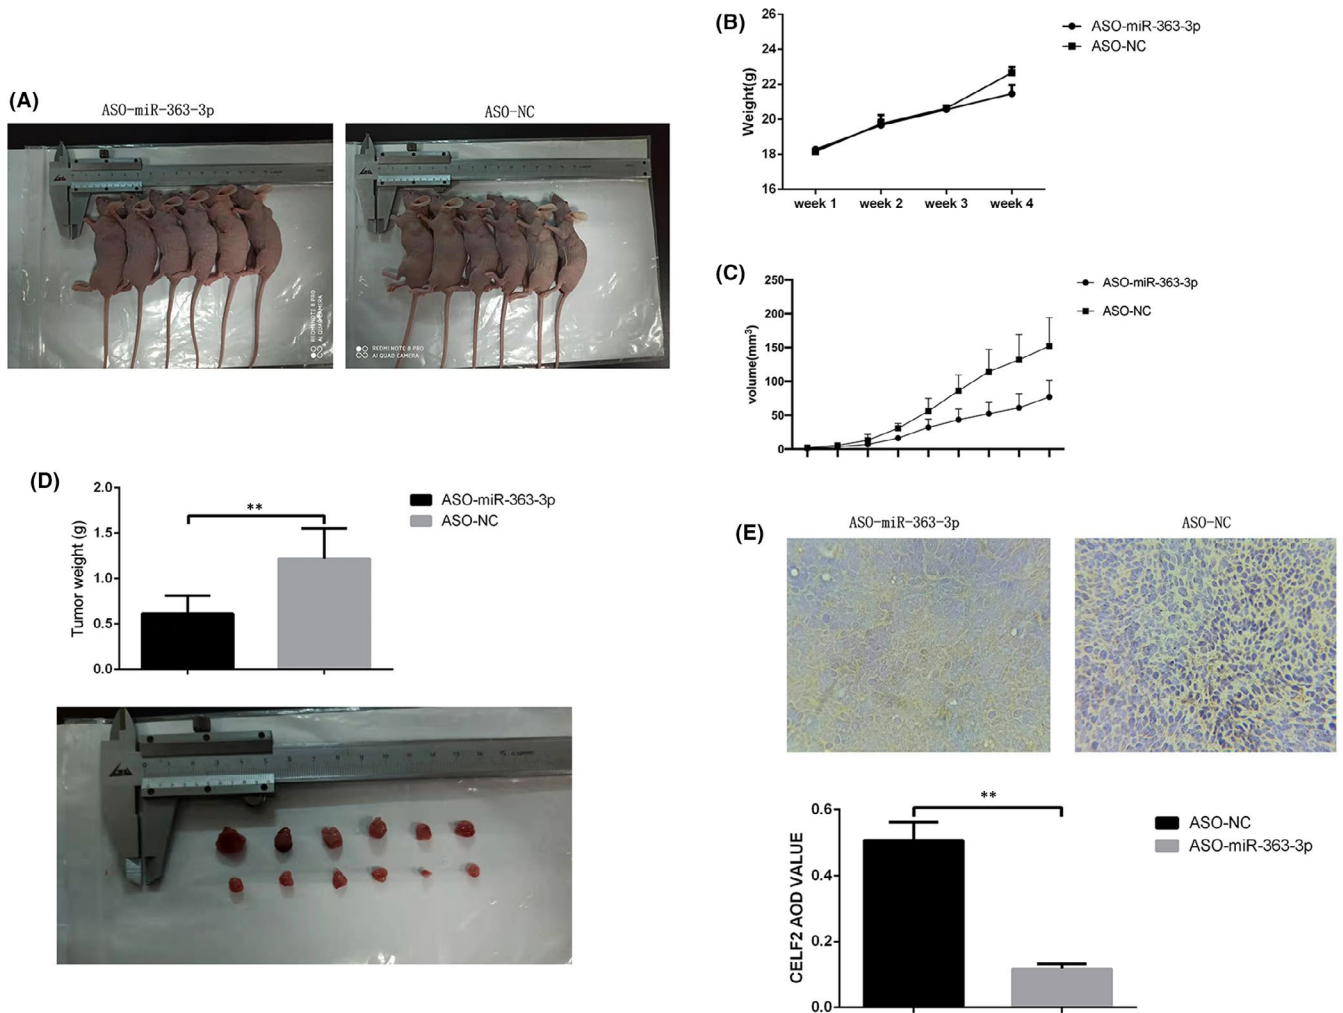 (A)
ASO-miR-363-3p
ASO-NC
REDMI NOTE 8 PRO
AI QUAD CAMERA
REDMI NOTE 8 PRO
AI QUAD CAMERA
(B)
26
24
22
20
18
16
Weight(g)
week 1
week 2
week 3
week 4
ASO-miR-363-3p
ASO-NC
(C)
250
200
150
100
50
0
volume(mm³)
ASO-miR-363-3p
ASO-NC
(D)
2.0
1.5
1.0
0.5
0.0
Tumor weight (g)
**
ASO-miR-363-3p
ASO-NC
(E)
ASO-miR-363-3p
ASO-NC
0.6
0.4
0.2
0.0
CELF2 AOD VALUE
**
ASO-NC
ASO-miR-363-3p